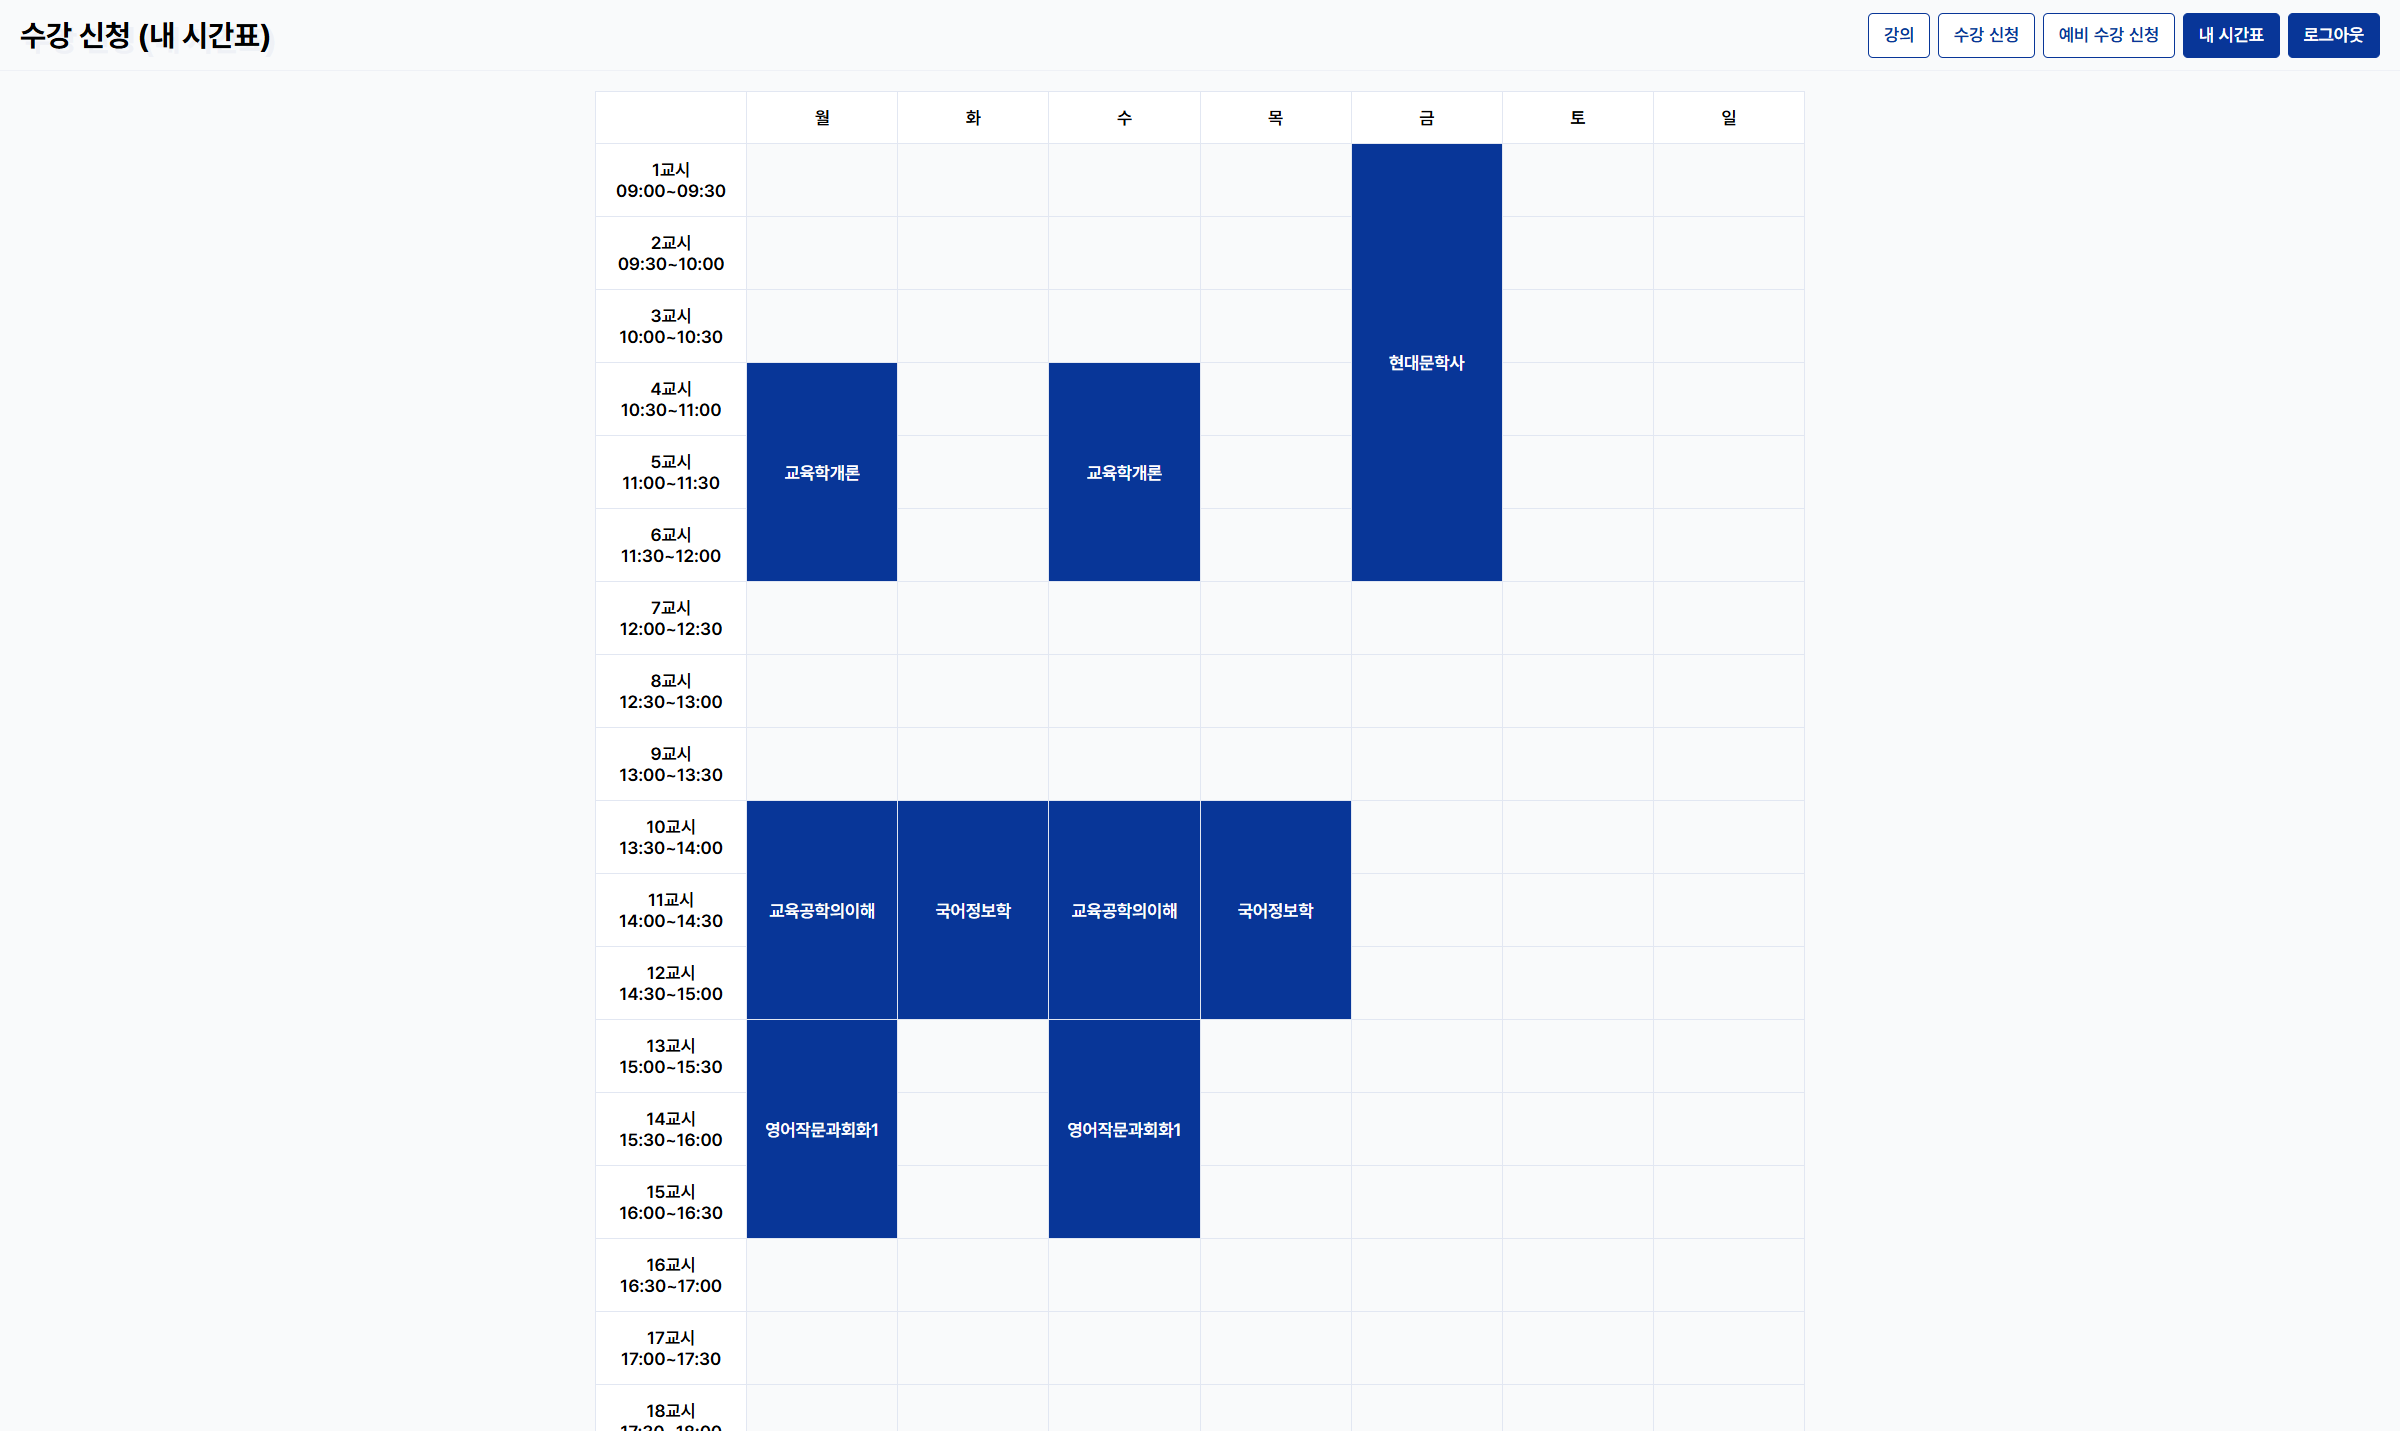 수강 신청 (내 시간표)
강의 수강 신청 예비 수강 신청 내 시간표 로그아웃
월 화 수 목 금 토 일
1교시
09:00~09:30
2교시
09:30~10:00
3교시
10:00~10:30
현대문학사
4교시
10:30~11:00
5교시
11:00~11:30
교육학개론 교육학개론
6교시
11:30~12:00
7교시
12:00~12:30
8교시
12:30~13:00
9교시
13:00~13:30
10교시
13:30~14:00
11교시
14:00~14:30
교육공학의이해 국어정보학 교육공학의이해 국어정보학
12교시
14:30~15:00
13교시
15:00~15:30
14교시
15:30~16:00
영어작문과회화1 영어작문과회화1
15교시
16:00~16:30
16교시
16:30~17:00
17교시
17:00~17:30
18교시
17:30~18:00